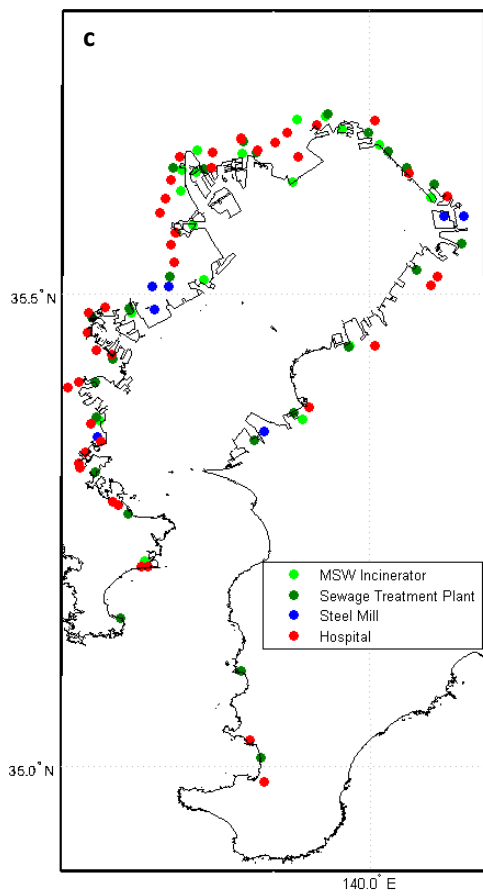 c
35.5°N
MSW Incinerator
Sewage Treatment Plant
Steel Mill
Hospital
35.0°N
140.0°E